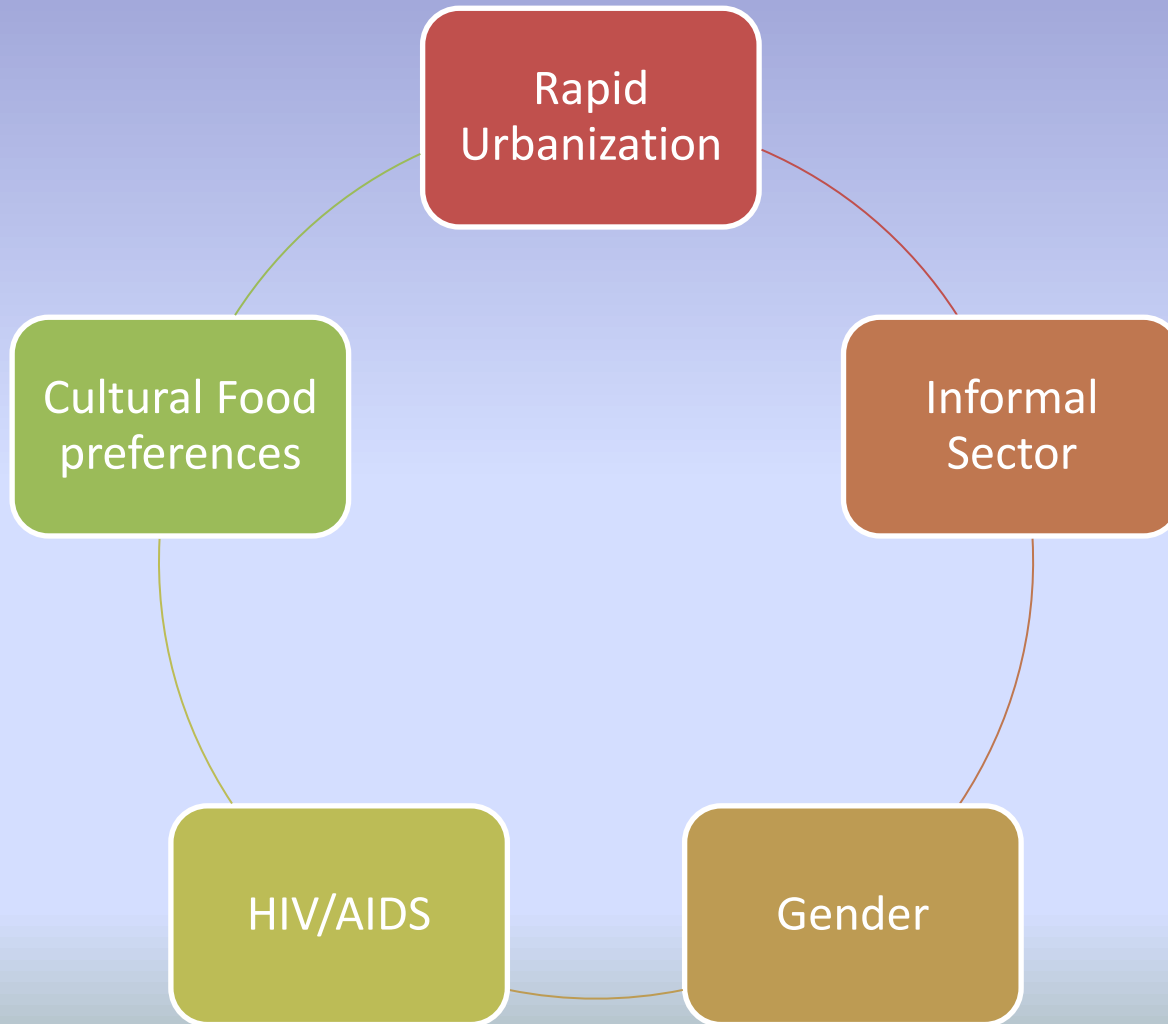 Rapid
Urbanization
Cultural Food
preferences
Informal
Sector
HIV/AIDS
Gender